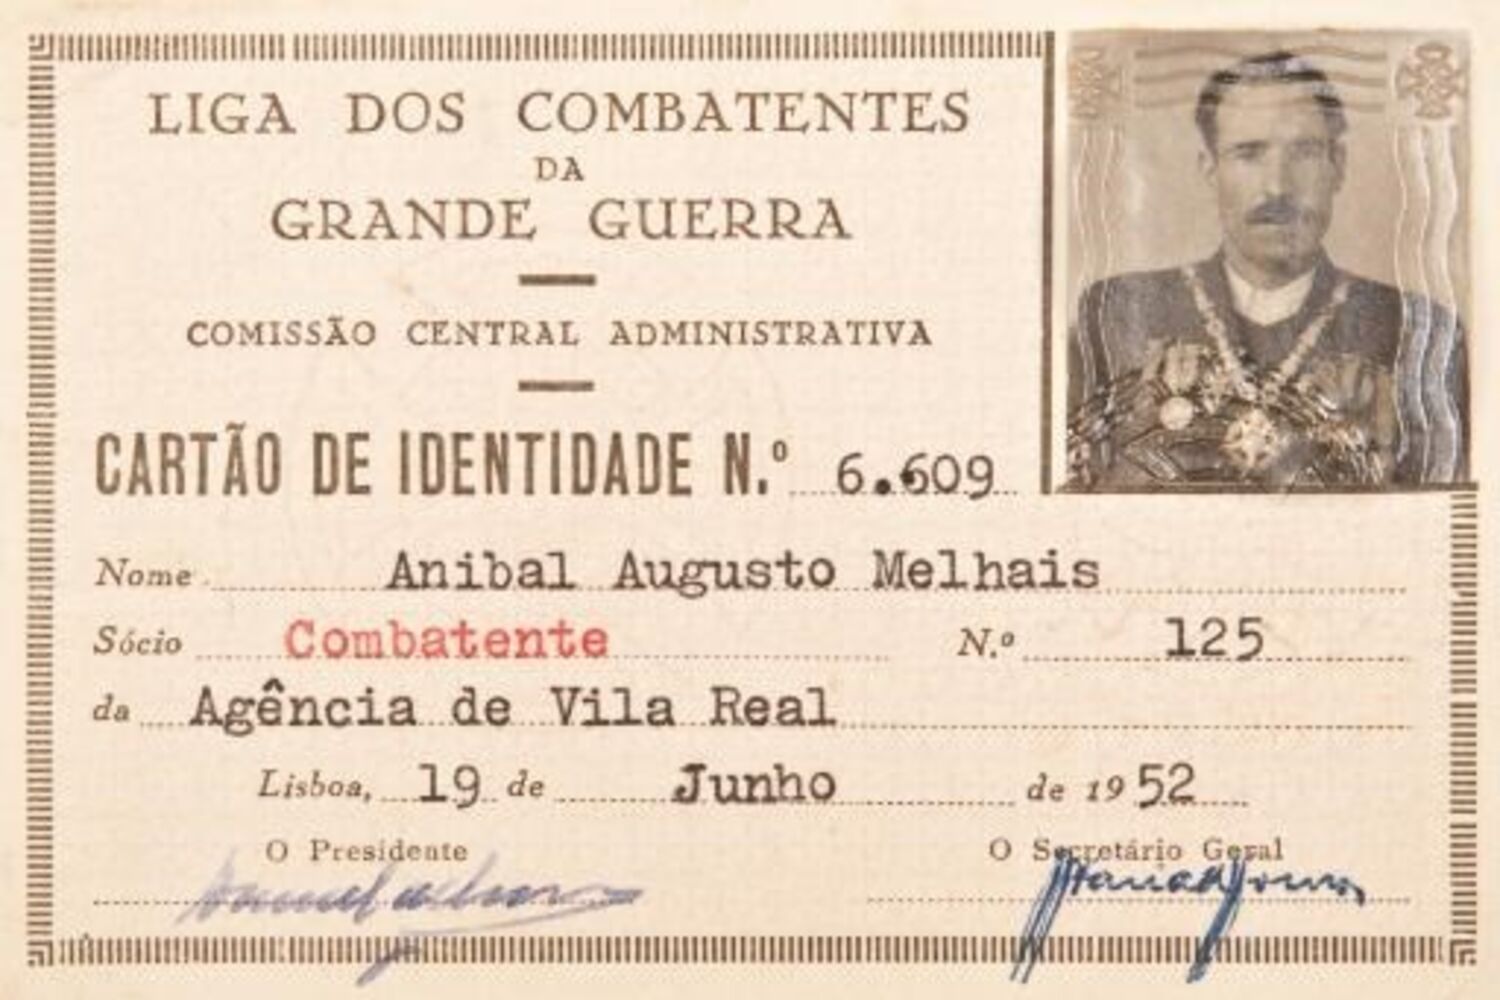 LIGA DOS COMBATENTES
DA
GRANDE GUERRA
COMISSÃO CENTRAL ADMINISTRATIVA
CARTÃO DE IDENTIDADE N.º 6.609
Nome Anibal Augusto Melhais
Sócio Combatente N.º 125
da Agência de Vila Real
Lisboa, 19 de Junho de 1952
O Presidente O Secretário Geral